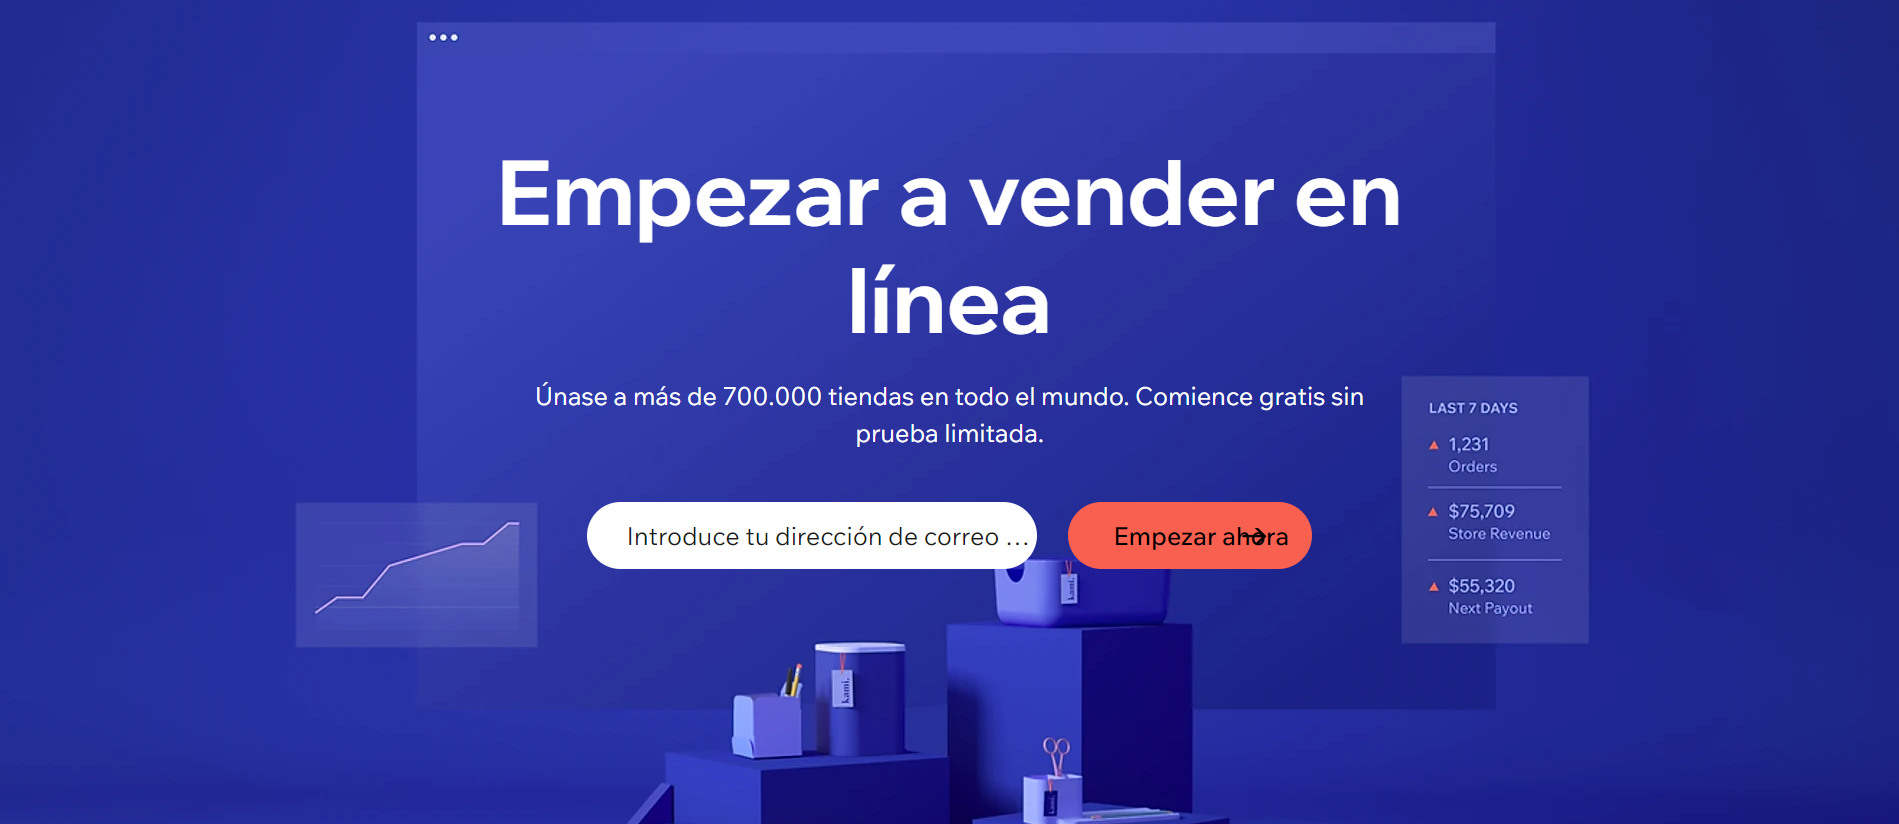 Empezar a vender en
línea
Únase a más de 700.000 tiendas en todo el mundo. Comience gratis sin
prueba limitada.
Introduce tu dirección de correo ...
Empezar ahora
LAST 7 DAYS
1,231
Orders
$75,709
Store Revenue
$55,320
Next Payout
kami.
kami.
kami.